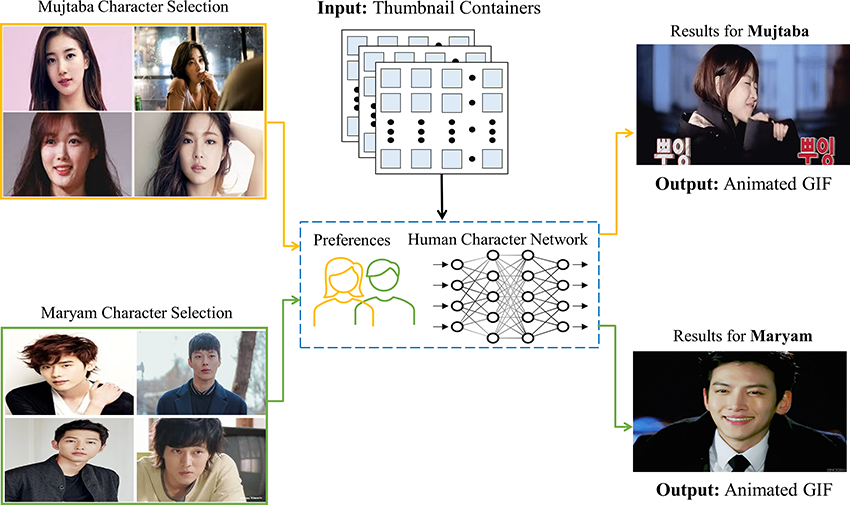 Mujtaba Character Selection
Input: Thumbnail Containers
Results for Mujtaba
뿌잉
뿌잉
Output: Animated GIF
Preferences
Human Character Network
Maryam Character Selection
Results for Maryam
Output: Animated GIF